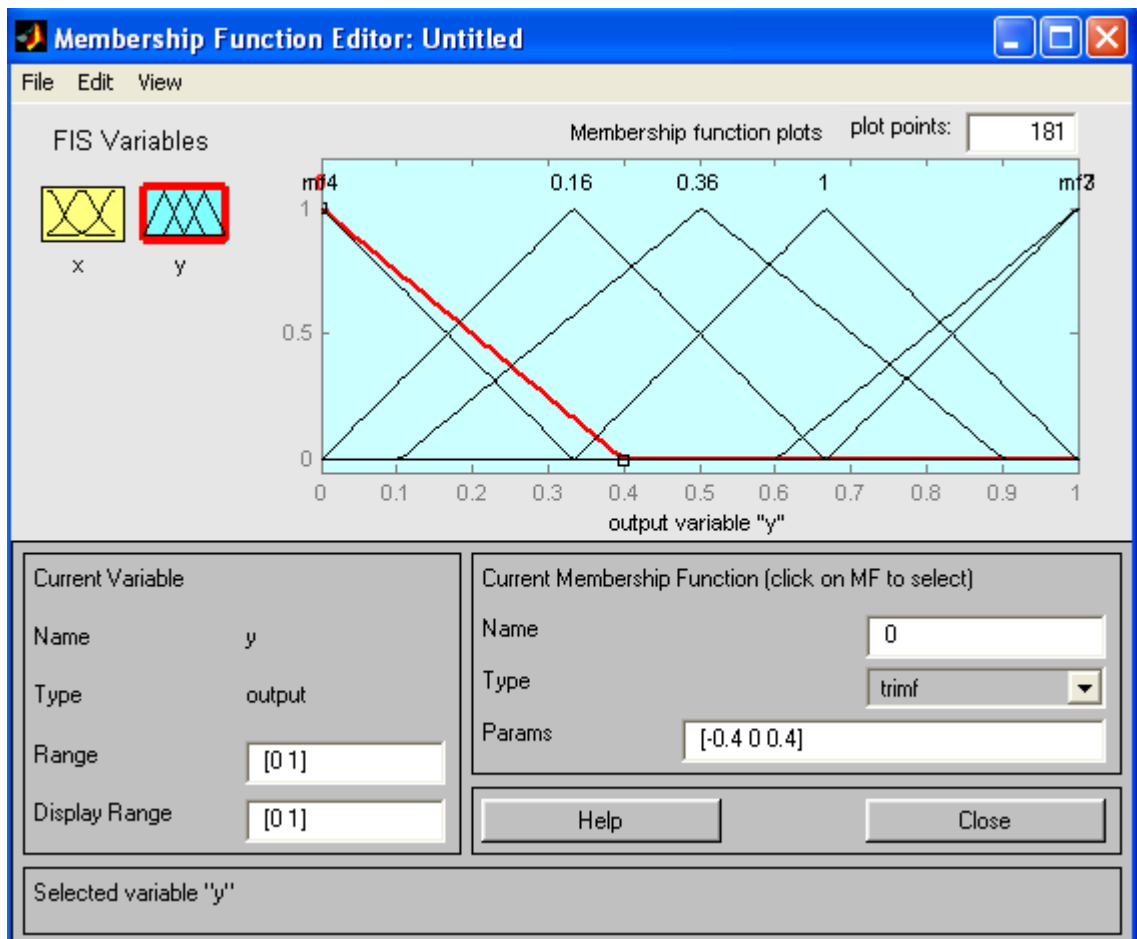 Membership Function Editor: Untitled
File Edit View
FIS Variables
Membership function plots plot points: 181
0.16 0.36 1
1
0.5
0
0 0.1 0.2 0.3 0.4 0.5 0.6 0.7 0.8 0.9 1
output variable "y"
x y
Current Variable
Name y
Type output
Range [0 1]
Display Range [0 1]
Current Membership Function (click on MF to select)
Name 0
Type trimf
Params [-0.4 0 0.4]
Help Close
Selected variable "y"